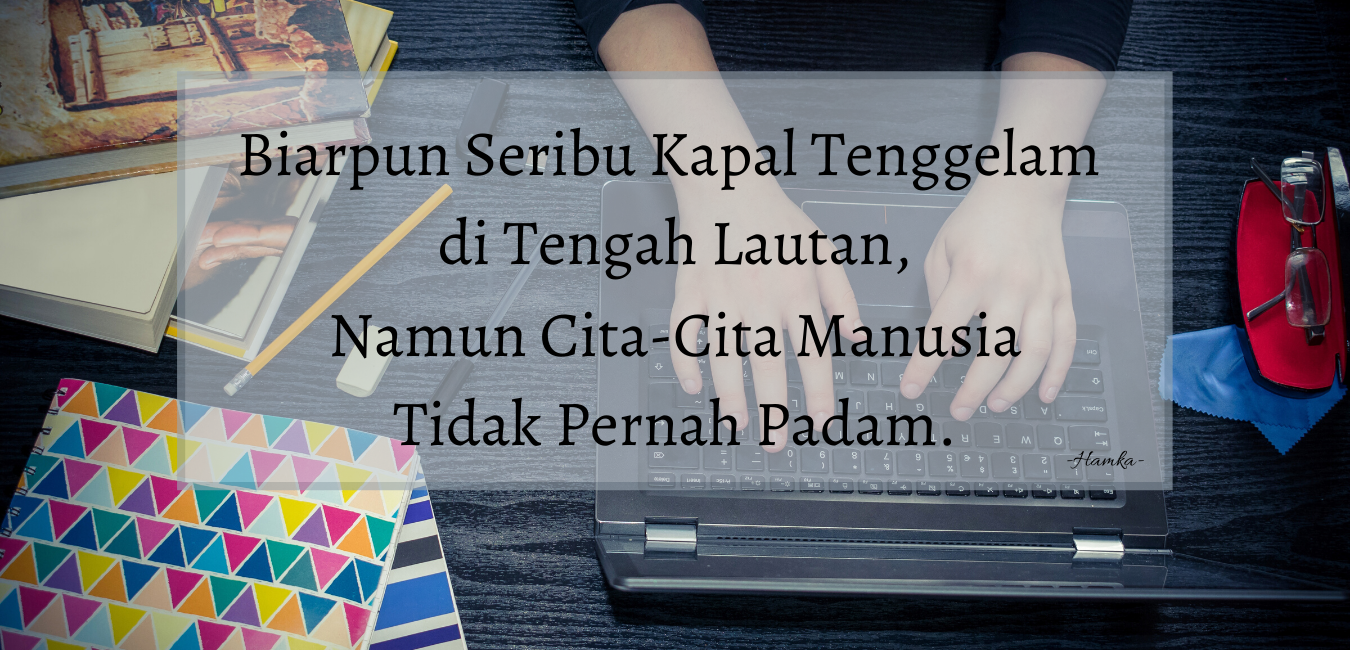 Biarpun Seribu Kapal Tenggelam
di Tengah Lautan,
Namun Cita-Cita Manusia
Tidak Pernah Padam.
-Hamka-